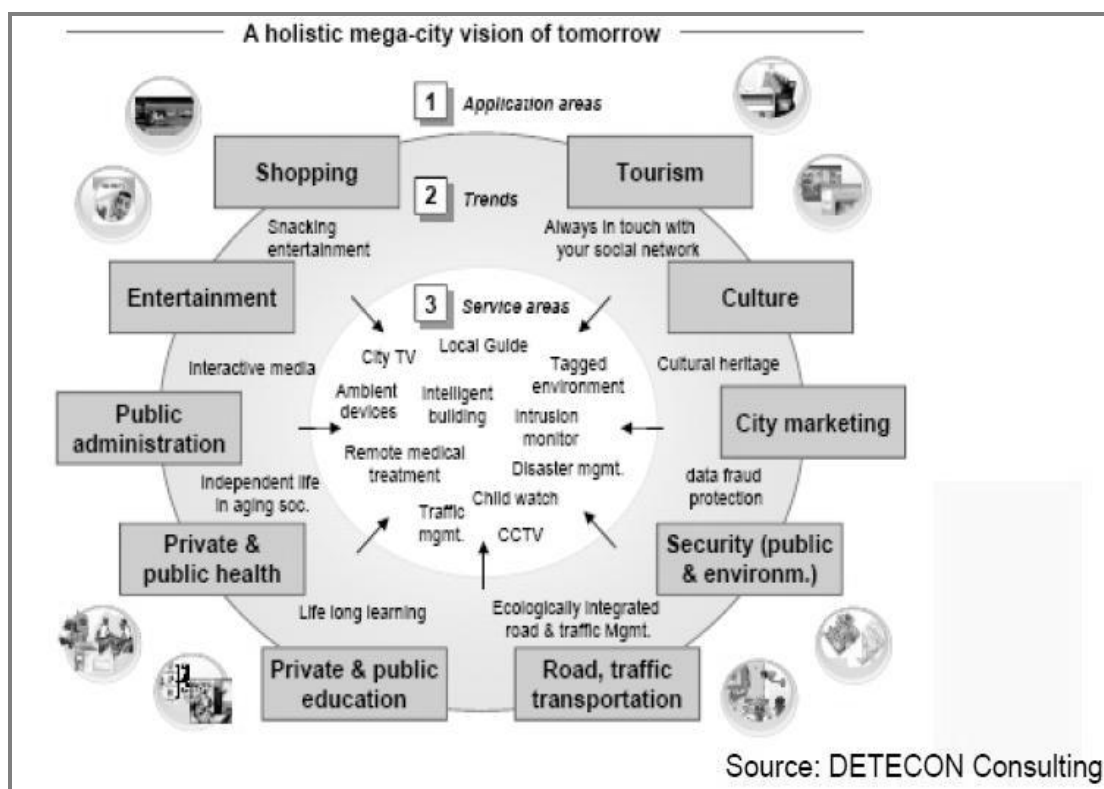 A holistic mega-city vision of tomorrow
1 Application areas
Shopping
Tourism
2 Trends
Snacking
entertainment
Always in touch with
your social network
Entertainment
Culture
3 Service areas
City TV
Local Guide
Tagged
environment
Interactive media
Cultural heritage
Ambient
devices
Intelligent
building
Intrusion
monitor
Public
administration
City marketing
Remote medical
treatment
Disaster mgmt.
Independent life
in aging soc.
data fraud
protection
Child watch
Traffic
mgmt.
CCTV
Private &
public health
Security (public
& environm.)
Life long learning
Ecologically integrated
road & traffic Mgmt.
Private & public
education
Road, traffic
transportation
Source: DETECON Consulting